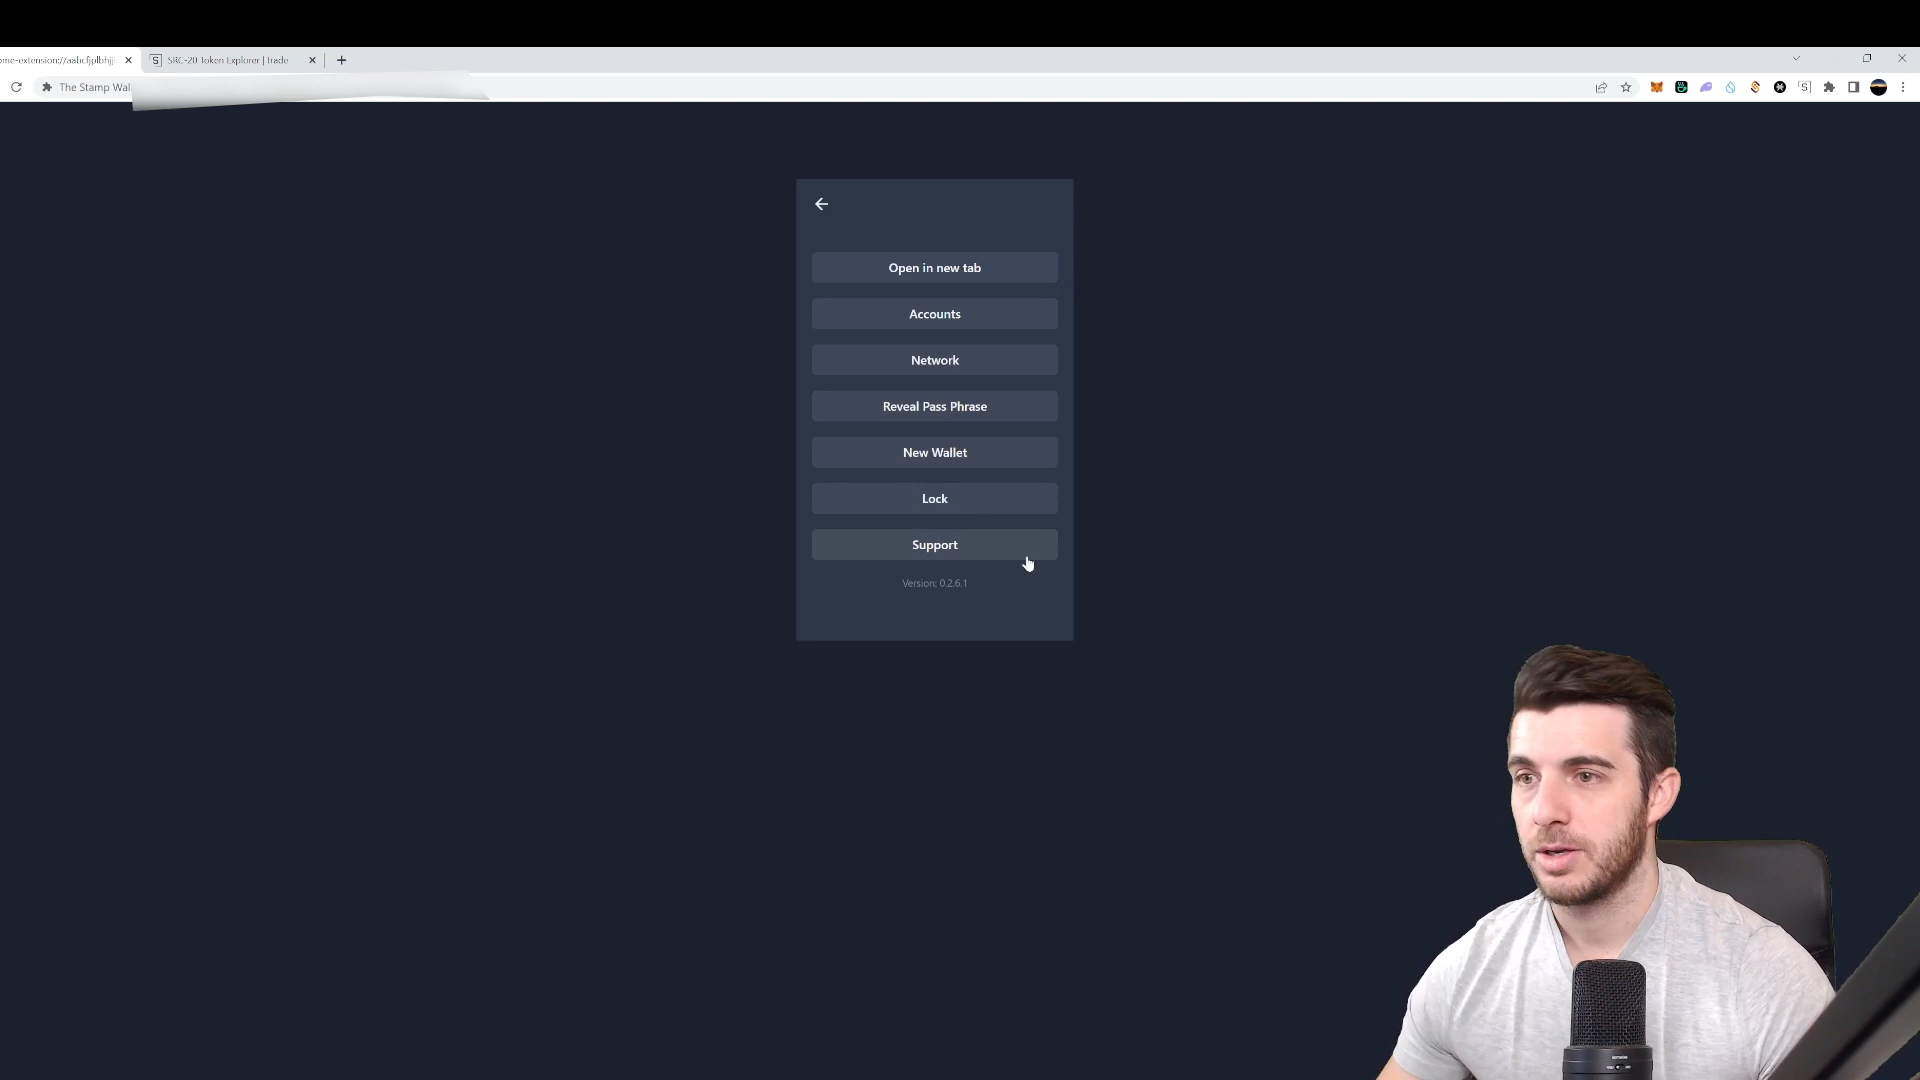 SRC-20 Token Explorer | trade
The Stamp Wal
Open in new tab
Accounts
Network
Reveal Pass Phrase
New Wallet
Lock
Support
Version: 0.2.6.1